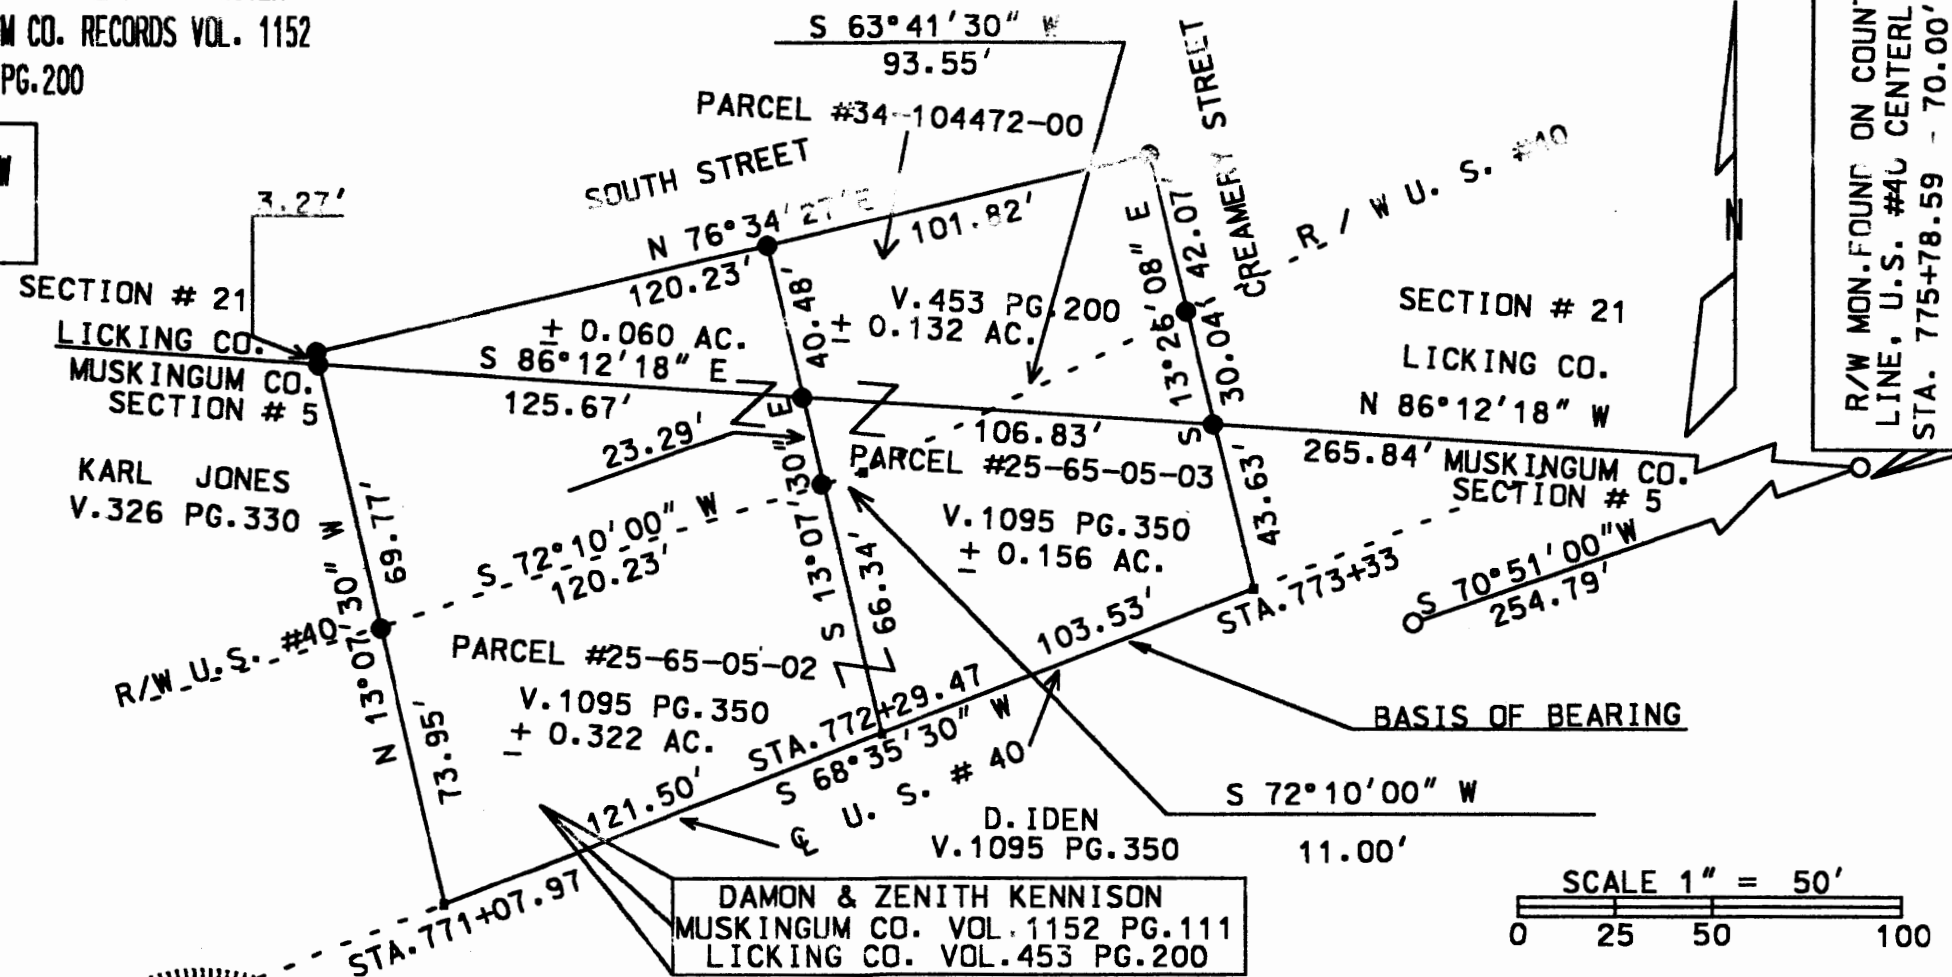 M CO. RECORDS VOL. 1152
PG.200
W
S 63°41'30" W
93.55'
PARCEL #34-104472-00
SOUTH STREET
CREAMERY STREET
R / W U. S. #40
3.27'
N 76°34'27" E
120.23'
101.82'
S 13°26'08" E
42.07'
30.04'
SECTION # 21
LICKING CO.
MUSKINGUM CO.
SECTION # 5
± 0.060 AC.
40.48'
V.453 PG.200
± 0.132 AC.
SECTION # 21
LICKING CO.
N 86°12'18" W
265.84'
MUSKINGUM CO.
SECTION # 5
N
R/W MON.FOUND ON COUN
LINE, U.S. #40 CENTERL
STA. 775+78.59 - 70.00'
S 86°12'18" E
125.67'
106.83'
23.29'
KARL JONES
V.326 PG.330
N 13°07'30" W
69.77'
73.95'
S 72°10'00" W
120.23'
R/W U.S. #40
S 13°07'30" E
66.34'
PARCEL #25-65-05-03
V.1095 PG.350
± 0.156 AC.
43.63'
103.53'
STA.773+33
S 70°51'00"W
254.79'
PARCEL #25-65-05-02
V.1095 PG.350
± 0.322 AC.
STA.772+29.47
S 68°35'30" W
121.50'
℄ U. S. # 40
BASIS OF BEARING
S 72°10'00" W
11.00'
D.IDEN
V.1095 PG.350
STA.771+07.97
DAMON & ZENITH KENNISON
MUSKINGUM CO. VOL.1152 PG.111
LICKING CO. VOL.453 PG.200
SCALE 1" = 50'
0 25 50 100